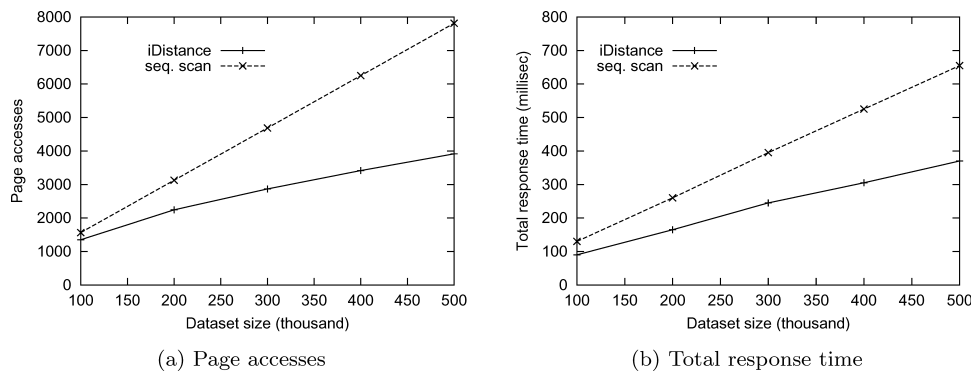 8000
7000
6000
5000
4000
3000
2000
1000
0
Page accesses
iDistance
seq. scan
100 150 200 250 300 350 400 450 500
Dataset size (thousand)
(a) Page accesses
800
700
600
500
400
300
200
100
0
Total response time (millisec)
iDistance
seq. scan
100 150 200 250 300 350 400 450 500
Dataset size (thousand)
(b) Total response time